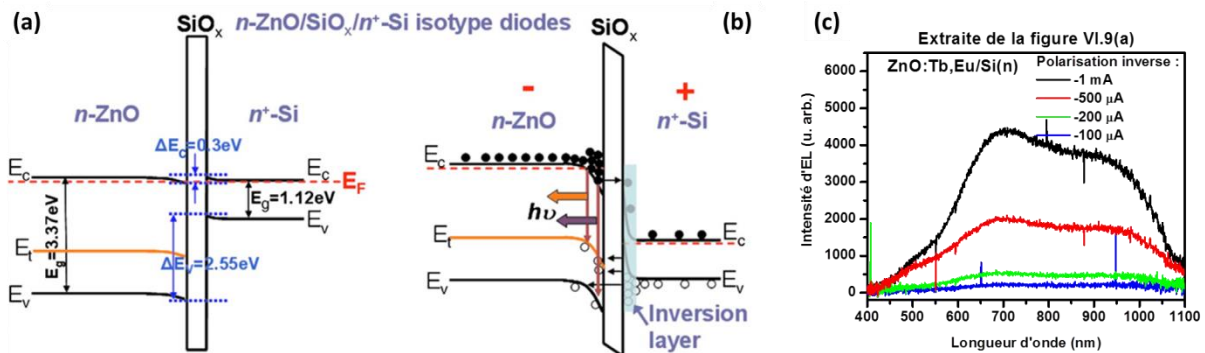 (a)
SiOx
n-ZnO/SiOx/n+-Si isotype diodes
n-ZnO
n+-Si
ΔEc=0.3eV
Ec
Ec
EF
Eg=1.12eV
Ev
Eg=3.37eV
Et
ΔEv=2.55eV
Ev
(b)
SiOx
-
+
n-ZnO
n+-Si
Ec
hυ
Et
Ec
Ev
Ev
Inversion
layer
(c)
Extraite de la figure VI.9(a)
ZnO:Tb,Eu/Si(n)
Polarisation inverse :
-1 mA
-500 µA
-200 µA
-100 µA
Intensité d'EL (u. arb.)
6000
5000
4000
3000
2000
1000
0
400 500 600 700 800 900 1000 1100
Longueur d'onde (nm)